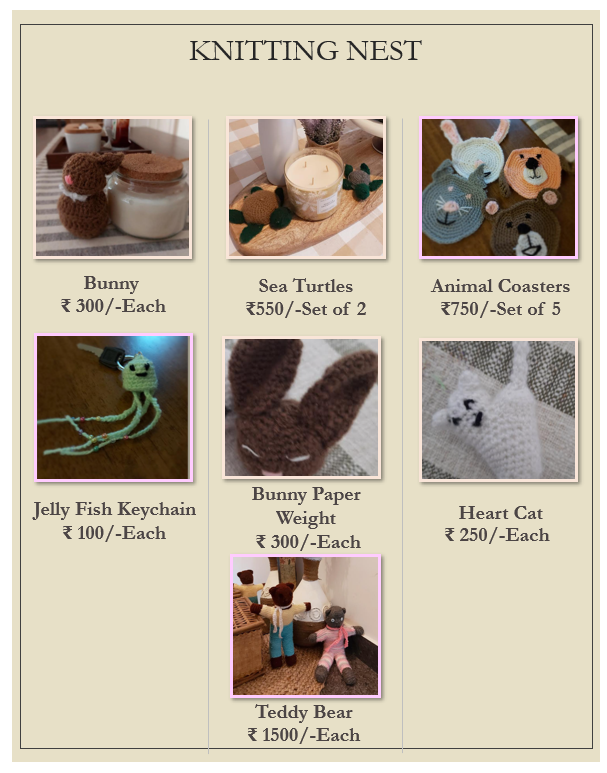 KNITTING NEST
Bunny
₹ 300/-Each
Sea Turtles
₹550/-Set of 2
Animal Coasters
₹750/-Set of 5
Jelly Fish Keychain
₹ 100/-Each
Bunny Paper
Weight
₹ 300/-Each
Heart Cat
₹ 250/-Each
Teddy Bear
₹ 1500/-Each